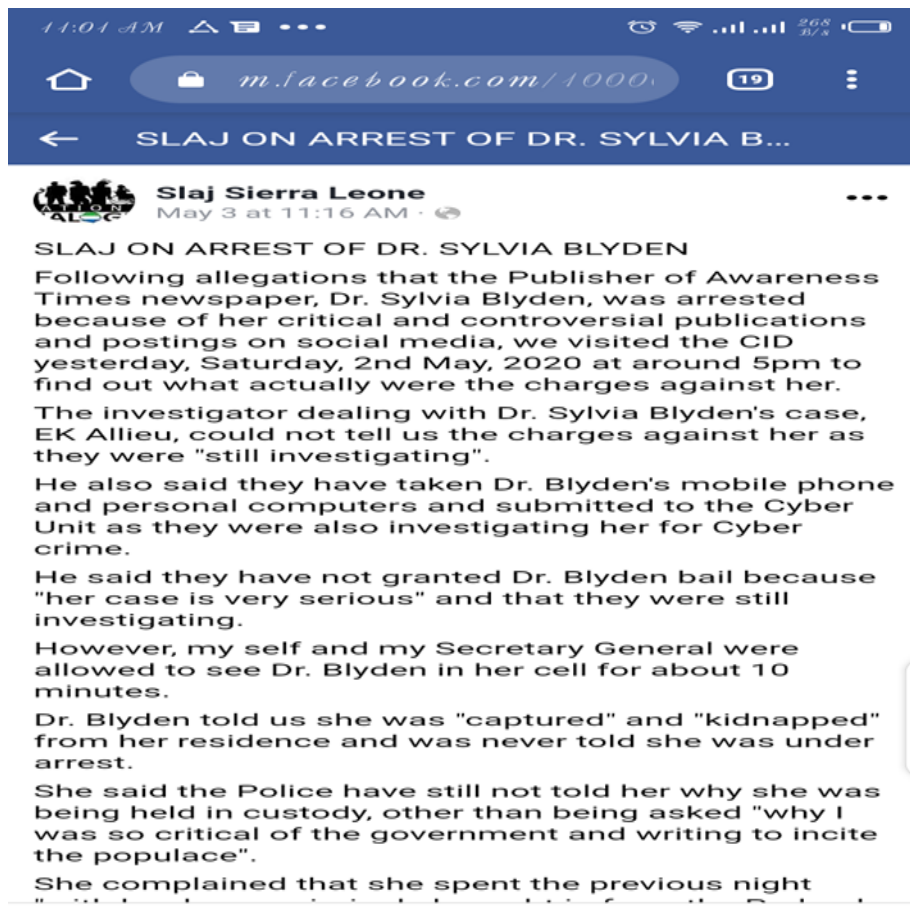 11:01 AM
268
B/s
m.facebook.com/1000
19
SLAJ ON ARREST OF DR. SYLVIA B...
Slaj Sierra Leone
May 3 at 11:16 AM ·
SLAJ ON ARREST OF DR. SYLVIA BLYDEN
Following allegations that the Publisher of Awareness
Times newspaper, Dr. Sylvia Blyden, was arrested
because of her critical and controversial publications
and postings on social media, we visited the CID
yesterday, Saturday, 2nd May, 2020 at around 5pm to
find out what actually were the charges against her.
The investigator dealing with Dr. Sylvia Blyden's case,
EK Allieu, could not tell us the charges against her as
they were "still investigating".
He also said they have taken Dr. Blyden's mobile phone
and personal computers and submitted to the Cyber
Unit as they were also investigating her for Cyber
crime.
He said they have not granted Dr. Blyden bail because
"her case is very serious" and that they were still
investigating.
However, my self and my Secretary General were
allowed to see Dr. Blyden in her cell for about 10
minutes.
Dr. Blyden told us she was "captured" and "kidnapped"
from her residence and was never told she was under
arrest.
She said the Police have still not told her why she was
being held in custody, other than being asked "why I
was so critical of the government and writing to incite
the populace".
She complained that she spent the previous night